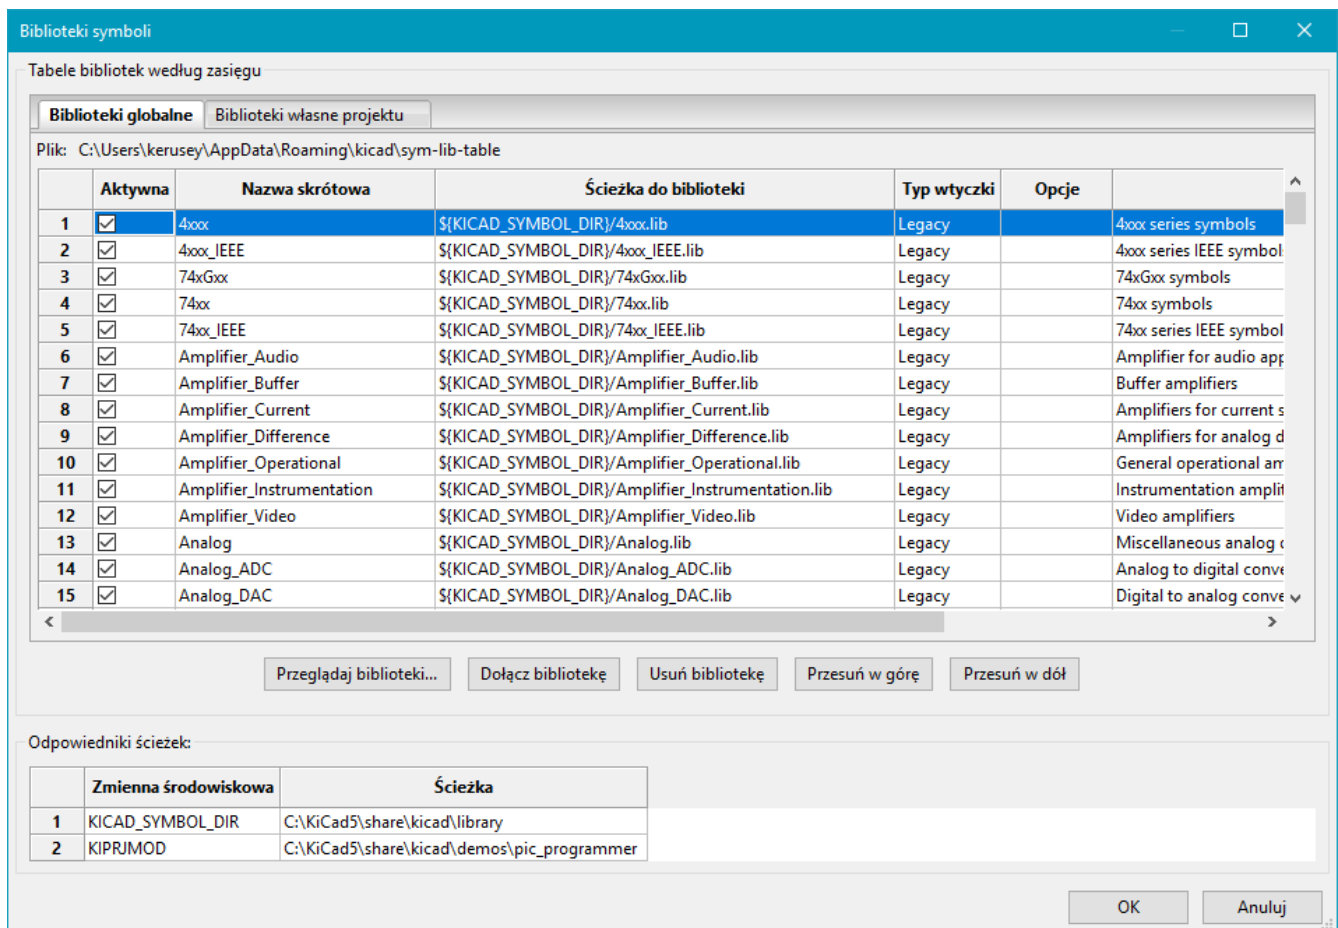 Biblioteki symboli
Tabele bibliotek według zasięgu
Biblioteki globalne Biblioteki własne projektu
Plik: C:\Users\kerusey\AppData\Roaming\kicad\sym-lib-table
Aktywna Nazwa skrótowa Ścieżka do biblioteki Typ wtyczki Opcje
1 4xxx ${KICAD_SYMBOL_DIR}/4xxx.lib Legacy 4xxx series symbols
2 4xxx_IEEE ${KICAD_SYMBOL_DIR}/4xxx_IEEE.lib Legacy 4xxx series IEEE symbol
3 74xGxx ${KICAD_SYMBOL_DIR}/74xGxx.lib Legacy 74xGxx symbols
4 74xx ${KICAD_SYMBOL_DIR}/74xx.lib Legacy 74xx symbols
5 74xx_IEEE ${KICAD_SYMBOL_DIR}/74xx_IEEE.lib Legacy 74xx series IEEE symbol
6 Amplifier_Audio ${KICAD_SYMBOL_DIR}/Amplifier_Audio.lib Legacy Amplifier for audio app
7 Amplifier_Buffer ${KICAD_SYMBOL_DIR}/Amplifier_Buffer.lib Legacy Buffer amplifiers
8 Amplifier_Current ${KICAD_SYMBOL_DIR}/Amplifier_Current.lib Legacy Amplifiers for current s
9 Amplifier_Difference ${KICAD_SYMBOL_DIR}/Amplifier_Difference.lib Legacy Amplifiers for analog d
10 Amplifier_Operational ${KICAD_SYMBOL_DIR}/Amplifier_Operational.lib Legacy General operational am
11 Amplifier_Instrumentation ${KICAD_SYMBOL_DIR}/Amplifier_Instrumentation.lib Legacy Instrumentation amplif
12 Amplifier_Video ${KICAD_SYMBOL_DIR}/Amplifier_Video.lib Legacy Video amplifiers
13 Analog ${KICAD_SYMBOL_DIR}/Analog.lib Legacy Miscellaneous analog
14 Analog_ADC ${KICAD_SYMBOL_DIR}/Analog_ADC.lib Legacy Analog to digital conve
15 Analog_DAC ${KICAD_SYMBOL_DIR}/Analog_DAC.lib Legacy Digital to analog conve
Przeglądaj biblioteki... Dołącz bibliotekę Usuń bibliotekę Przesuń w górę Przesuń w dół
Odpowiedniki ścieżek:
Zmienna środowiskowa Ścieżka
1 KICAD_SYMBOL_DIR C:\KiCad5\share\kicad\library
2 KIPRJMOD C:\KiCad5\share\kicad\demos\pic_programmer
OK Anuluj